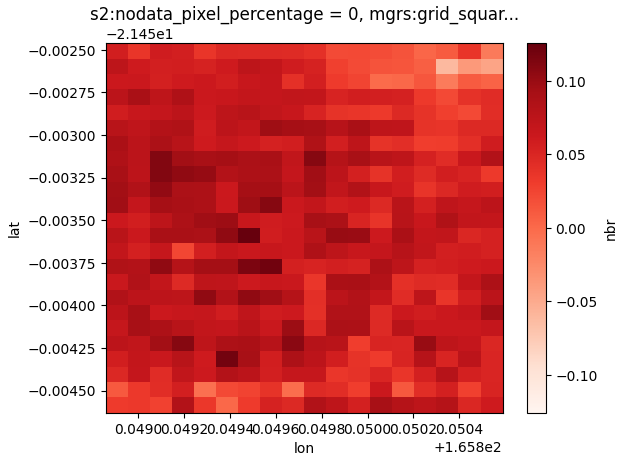 s2:nodata_pixel_percentage = 0, mgrs:grid_squar...
−2.145e1
−0.00250
−0.00275
−0.00300
−0.00325
−0.00350
−0.00375
−0.00400
−0.00425
−0.00450
lat
0.0490 0.0492 0.0494 0.0496 0.0498 0.0500 0.0502 0.0504
lon
+1.658e2
0.10
0.05
0.00
−0.05
−0.10
nbr